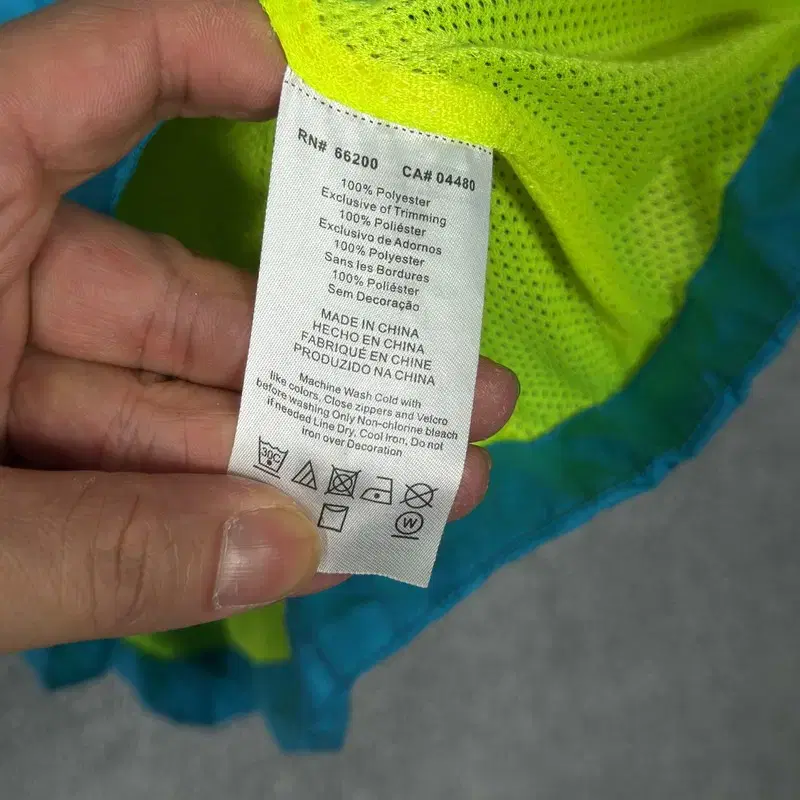 RN# 66200 CA# 04480
100% Polyester
Exclusive of Trimming
100% Poliéster
Exclusivo de Adornos
100% Polyester
Sans les Bordures
100% Poliéster
Sem Decoração
MADE IN CHINA
HECHO EN CHINA
FABRIQUÉ EN CHINE
PRODUZIDO NA CHINA
Machine Wash Cold with
like colors, Close zippers and Velcro
before washing Only Non-chlorine bleach
if needed Line Dry, Cool Iron, Do not
Iron over Decoration
30C
W